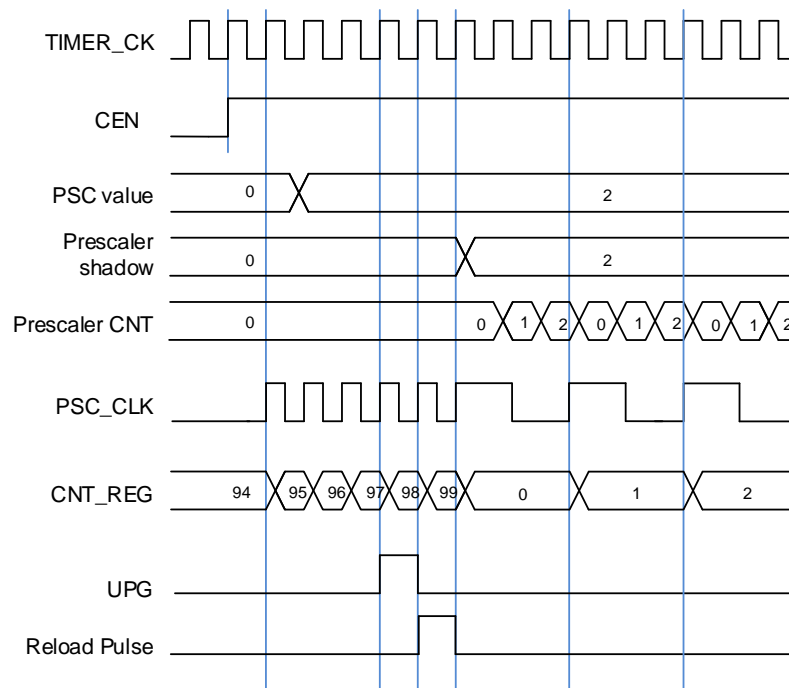 TIMER_CK
CEN
PSC value 0 2
Prescaler
shadow 0 2
Prescaler CNT 0 0 1 2 0 1 2 0 1 2
PSC_CLK
CNT_REG 94 95 96 97 98 99 0 1 2
UPG
Reload Pulse